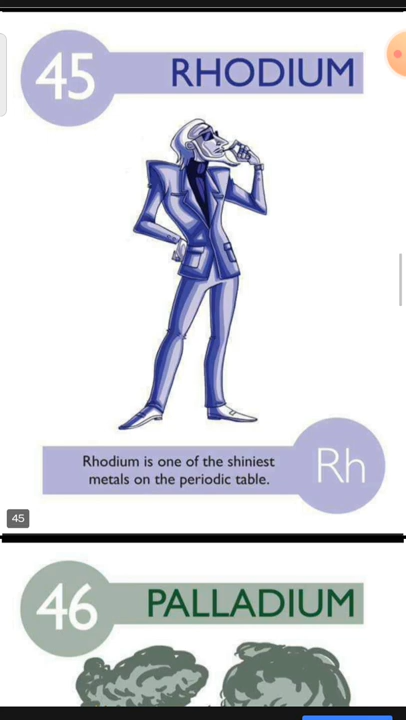 45
RHODIUM
Rhodium is one of the shiniest
metals on the periodic table.
Rh
45
46
PALLADIUM